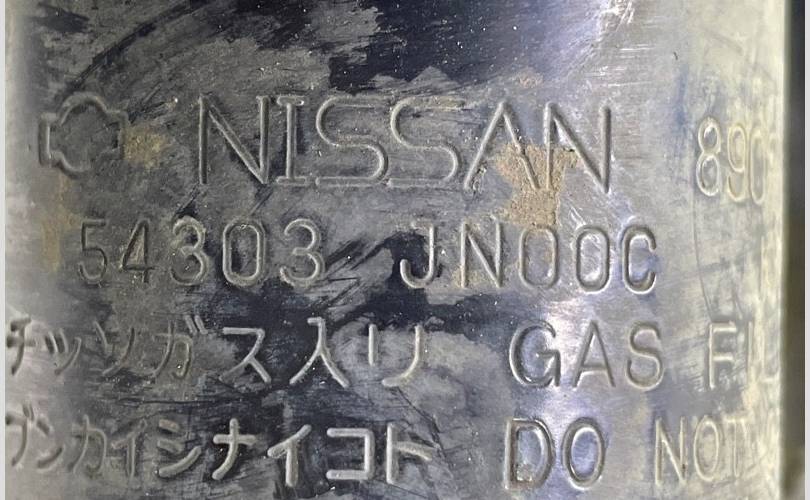 NISSAN 890
54303 JN00C
チッソガス入リ GAS FIL
ブンカイシナイコト DO NOT